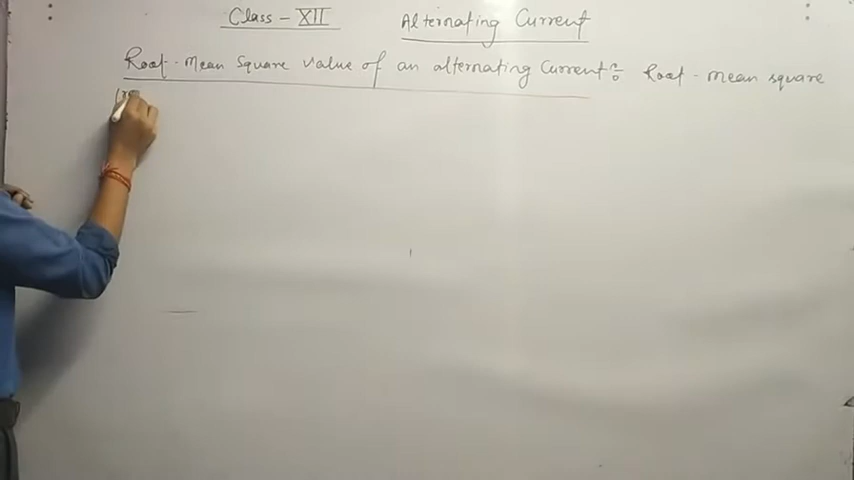 Class - XII Alternating Current
Root - Mean Square value of an alternating Current :- Root - mean square